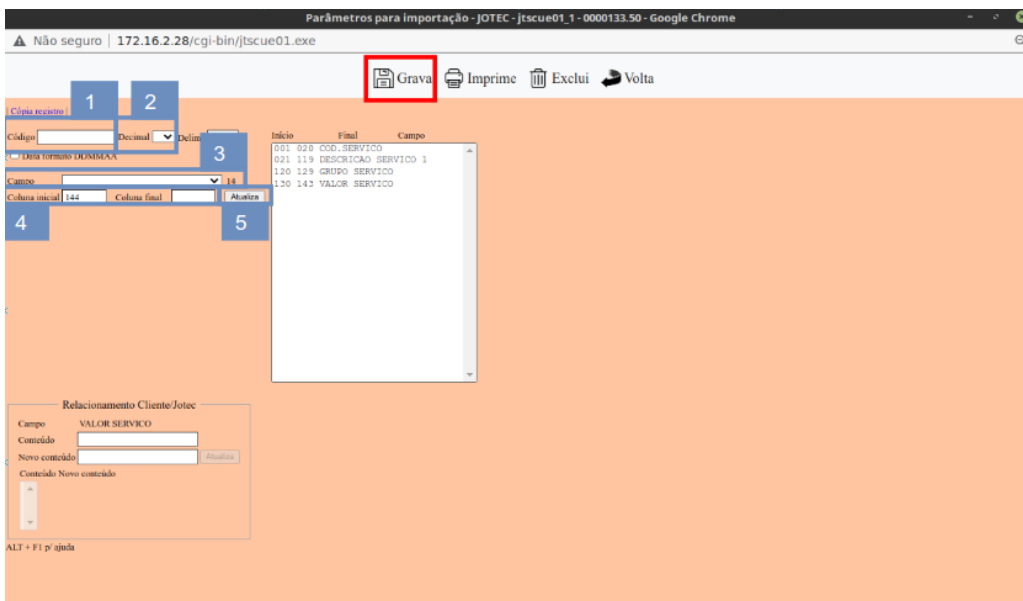 Parâmetros para importação - JOTEC - jtscue01_1 - 0000133.50 - Google Chrome
Não seguro | 172.16.2.28/cgi-bin/jtscue01.exe
Grava Imprime Exclui Volta
| Cópia registro |
1 2
Código Decimal Delim
Data formato DDMMAA
3
Campo 14
Coluna inicial 144 Coluna final Atualiza
4 5
Início Final Campo
001 020 COD.SERVICO
021 119 DESCRICAO SERVICO 1
120 129 GRUPO SERVICO
130 143 VALOR SERVICO
Relacionamento Cliente/Jotec
Campo VALOR SERVICO
Conteúdo
Novo conteúdo Atualiza
Conteúdo Novo conteúdo
ALT + F1 p/ ajuda